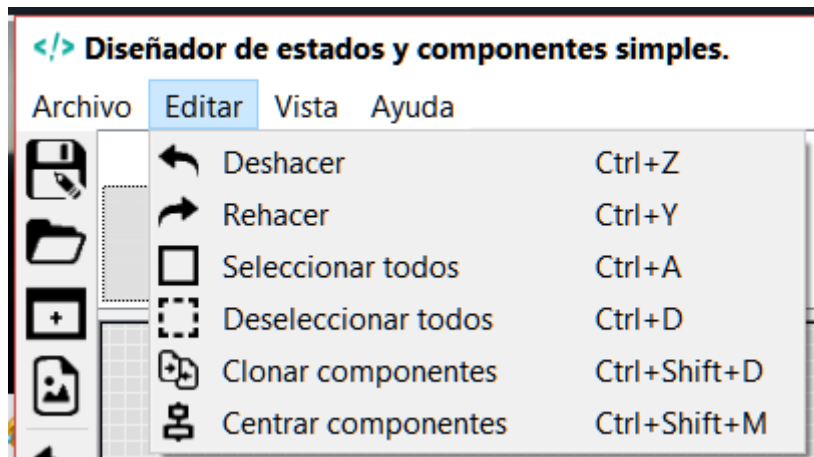 </> Diseñador de estados y componentes simples.
Archivo Editar Vista Ayuda
Deshacer Ctrl+Z
Rehacer Ctrl+Y
Seleccionar todos Ctrl+A
Deseleccionar todos Ctrl+D
Clonar componentes Ctrl+Shift+D
Centrar componentes Ctrl+Shift+M